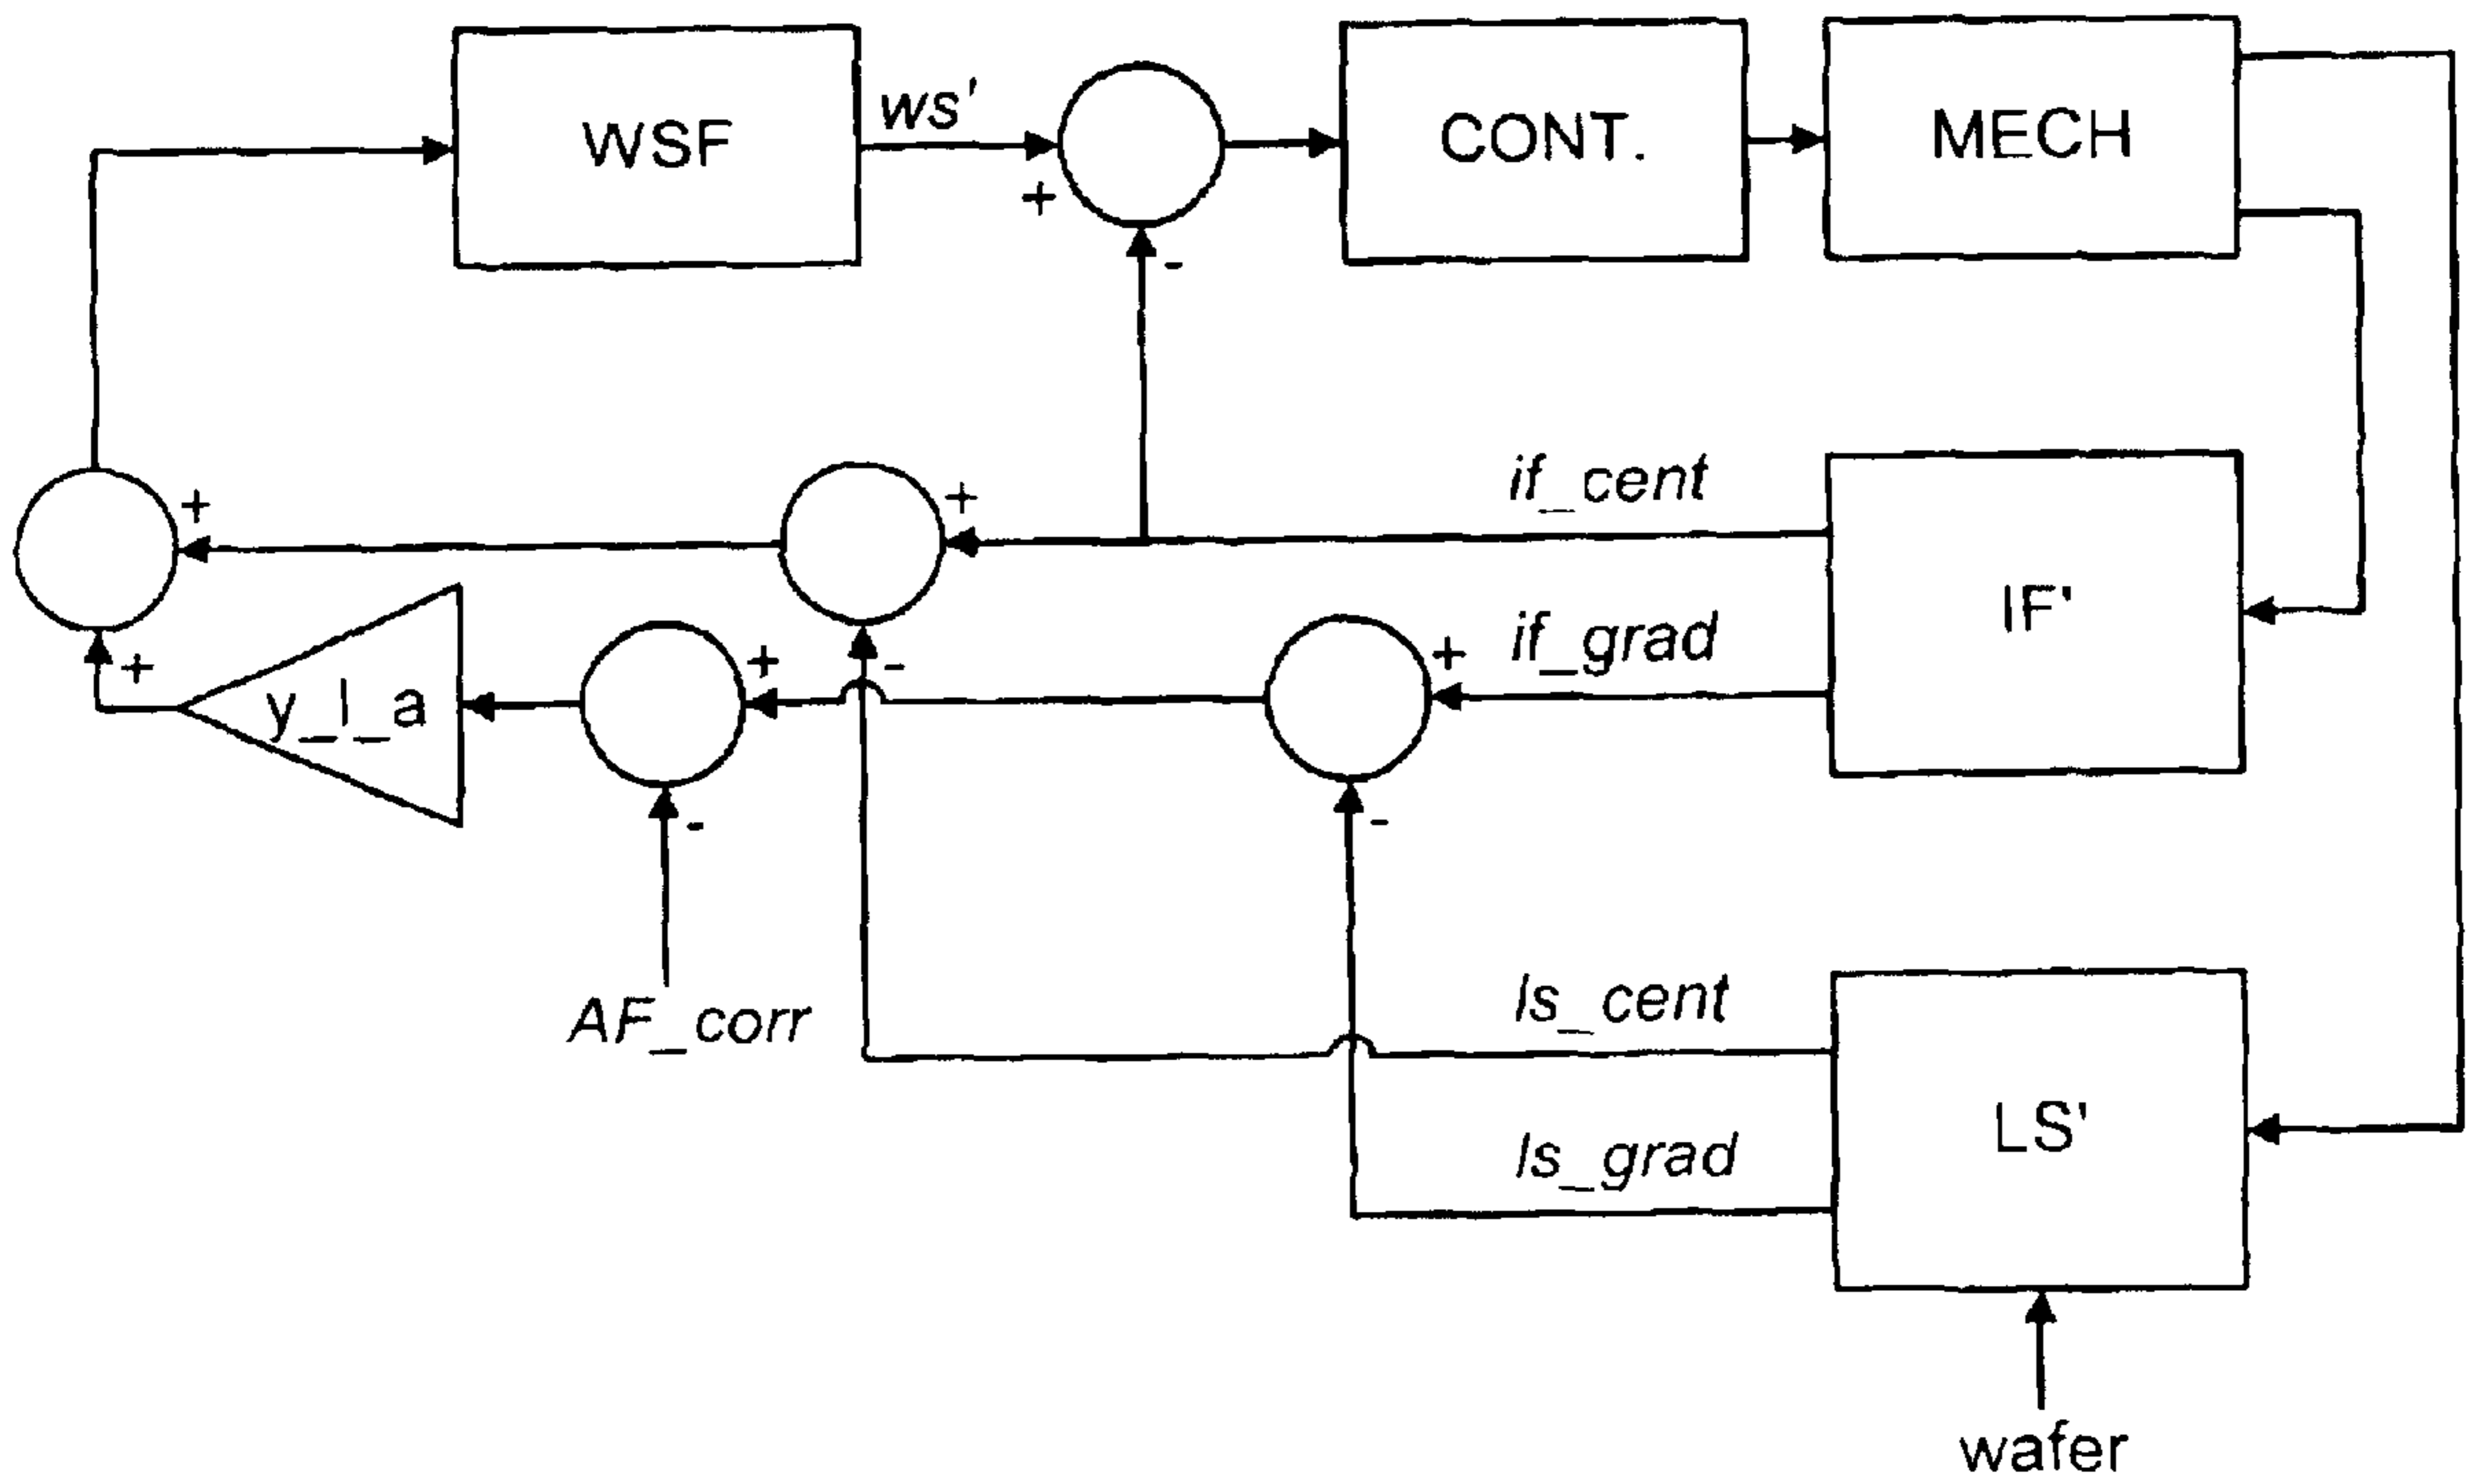 WSF
ws'
+
-
CONT.
MECH
if_cent
+
+
IF'
if_grad
+
-
+
+
y_l_a
-
-
AF_corr
ls_cent
LS'
ls_grad
wafer